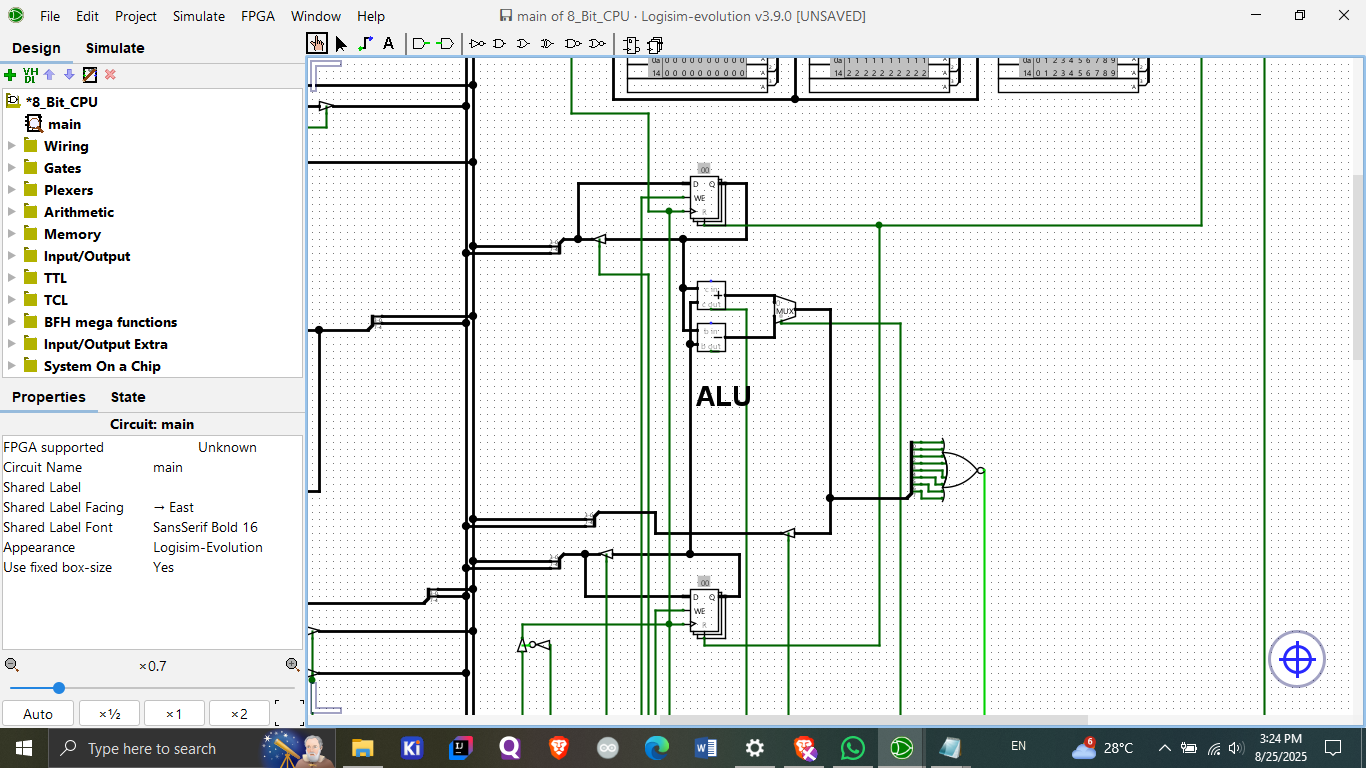 main of 8_Bit_CPU · Logisim-evolution v3.9.0 [UNSAVED]
File Edit Project Simulate FPGA Window Help
Design Simulate
A
VH
DL
*8_Bit_CPU
main
Wiring
Gates
Plexers
Arithmetic
Memory
Input/Output
TTL
TCL
BFH mega functions
Input/Output Extra
System On a Chip
Properties State
Circuit: main
FPGA supported Unknown
Circuit Name main
Shared Label
Shared Label Facing → East
Shared Label Font SansSerif Bold 16
Appearance Logisim-Evolution
Use fixed box-size Yes
×0.7
Auto ×½ ×1 ×2
0a 0 0 0 0 0 0 0 0 0 0 A
14 0 0 0 0 0 0 0 0 0 0 A
A
0a 1 1 1 1 1 1 1 1 1 1 A
14 2 2 2 2 2 2 2 2 2 2 A
A
0a 0 1 2 3 4 5 6 7 8 9 A
14 0 1 2 3 4 5 6 7 8 9 A
A
00
D Q
WE
R
c in
+
c out
MUX
b in
−
b out
ALU
00
D Q
WE
R
Type here to search
Ki
Q
W
EN
6
28°C
3:24 PM
8/25/2025